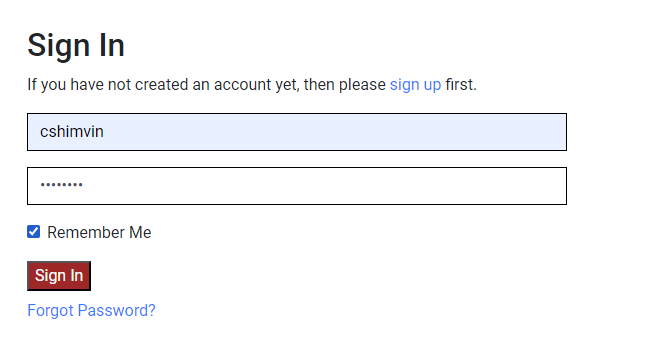 Sign In
If you have not created an account yet, then please sign up first.
cshimvin
••••••••
Remember Me
Sign In
Forgot Password?